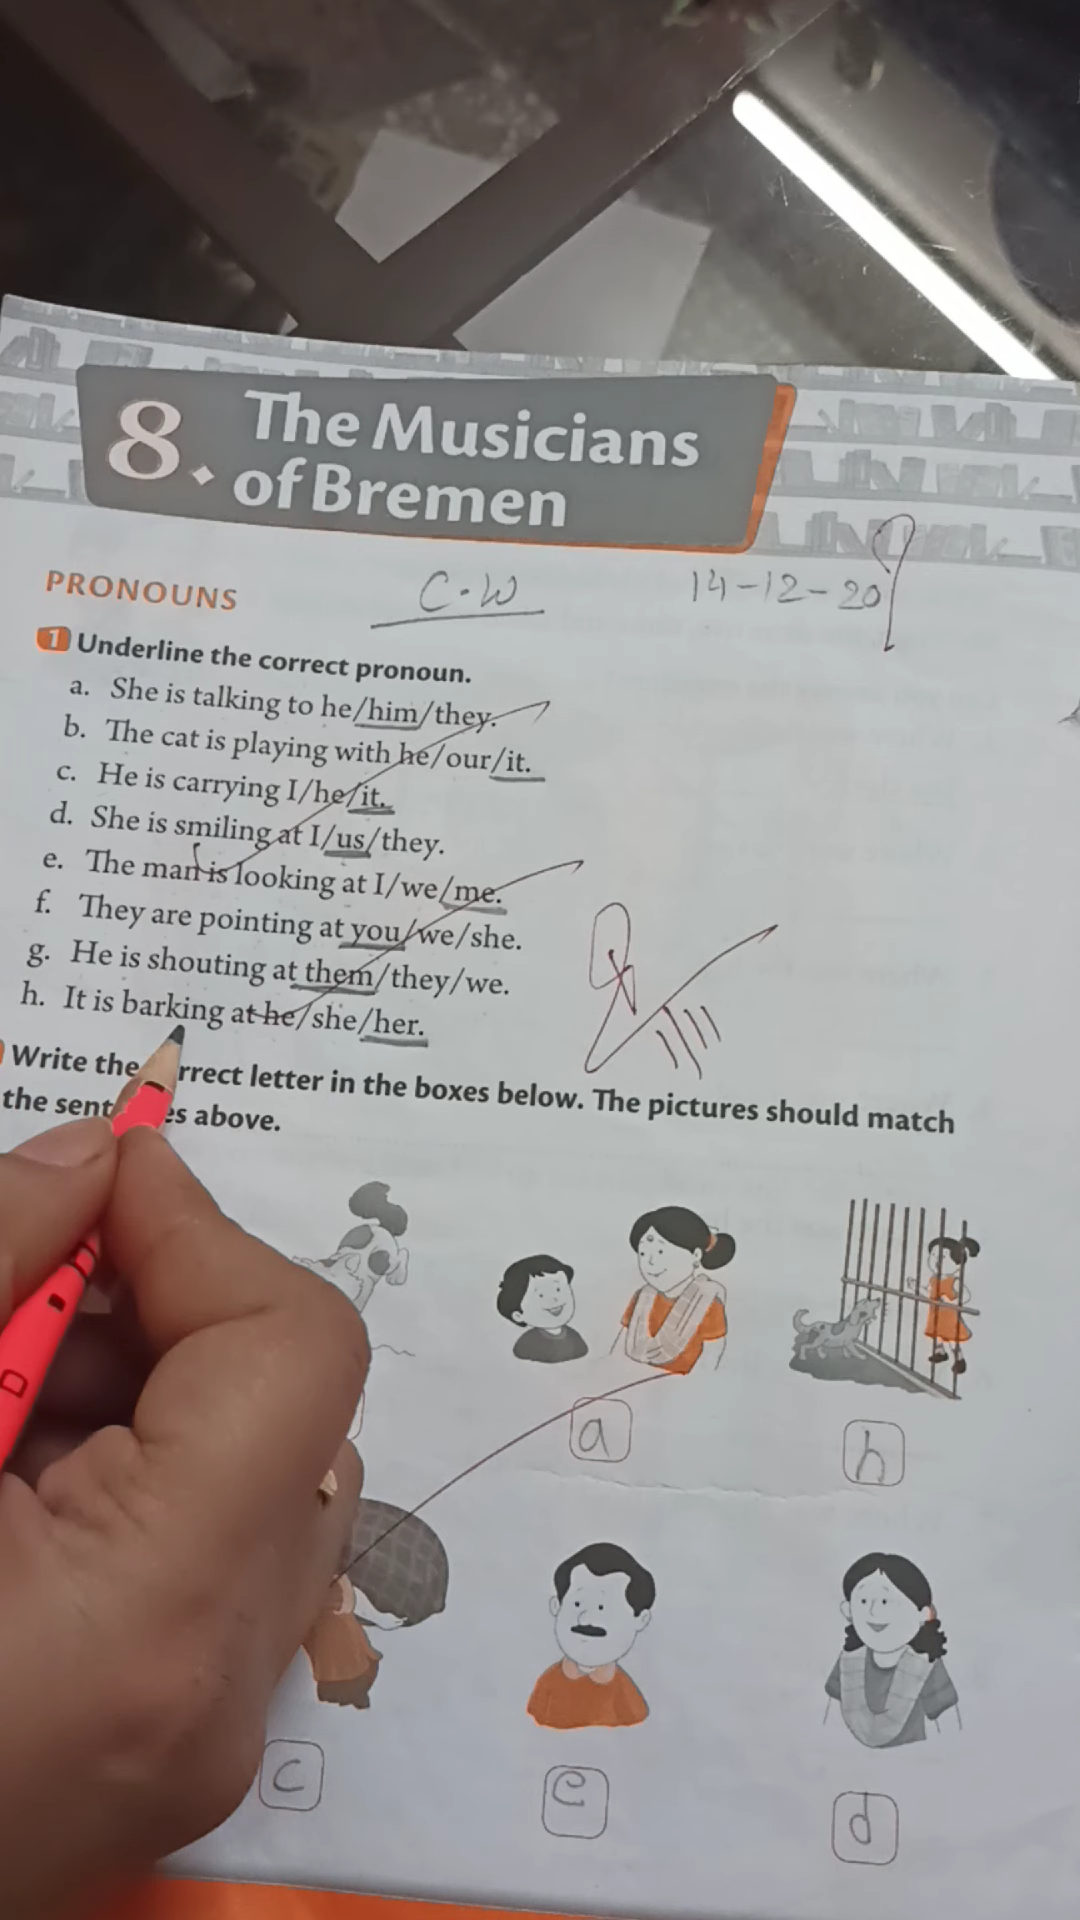 8. The Musicians
of Bremen
PRONOUNS
C.W
14-12-20
1 Underline the correct pronoun.
a. She is talking to he/him/they.
b. The cat is playing with he/our/it.
c. He is carrying I/he/it.
d. She is smiling at I/us/they.
e. The man is looking at I/we/me.
f. They are pointing at you/we/she.
g. He is shouting at them/they/we.
h. It is barking at he/she/her.
Write the rrect letter in the boxes below. The pictures should match
the sent es above.
a
h
c
e
d